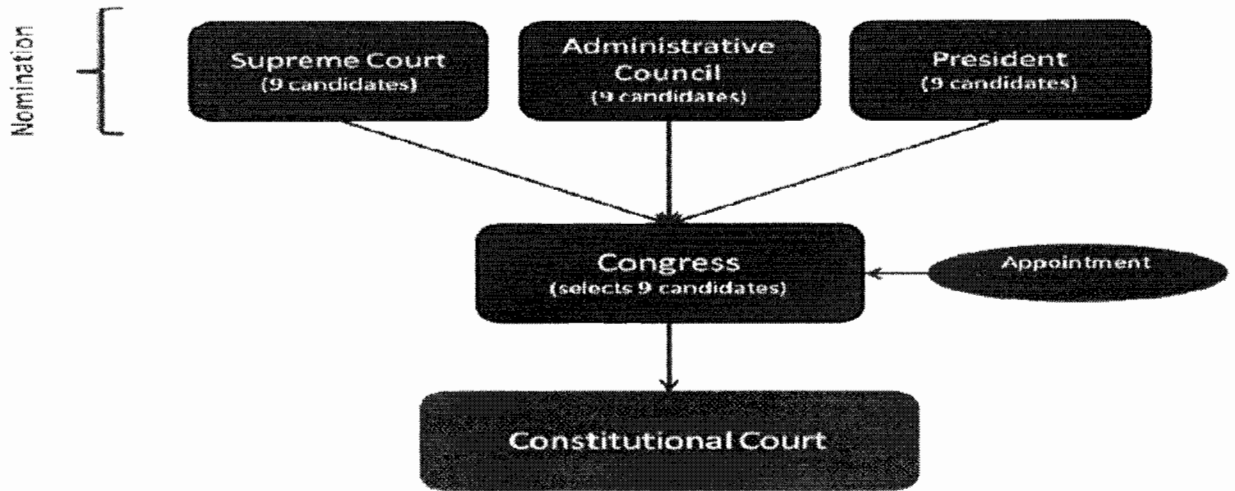 Nomination
Supreme Court
(9 candidates)
Administrative
Council
(9 candidates)
President
(9 candidates)
Congress
(selects 9 candidates)
Appointment
Constitutional Court